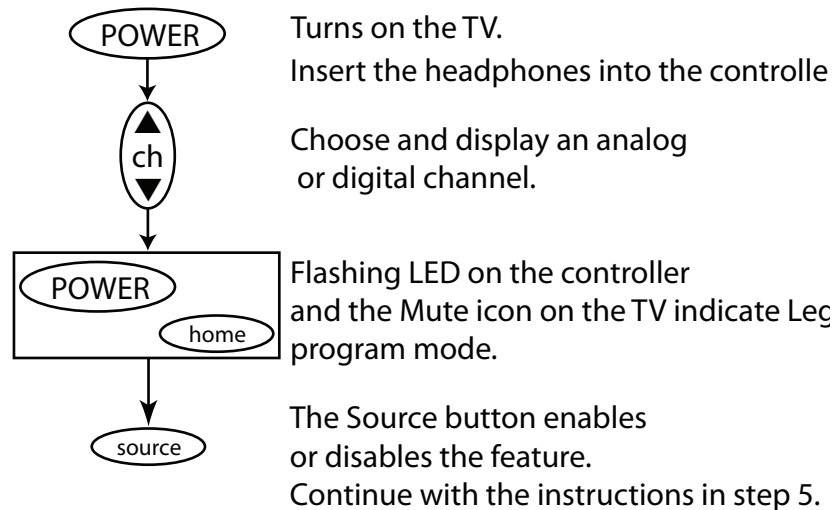 POWER
Turns on the TV.
Insert the headphones into the controlle
ch
Choose and display an analog
or digital channel.
POWER
home
Flashing LED on the controller
and the Mute icon on the TV indicate Leg
program mode.
source
The Source button enables
or disables the feature.
Continue with the instructions in step 5.